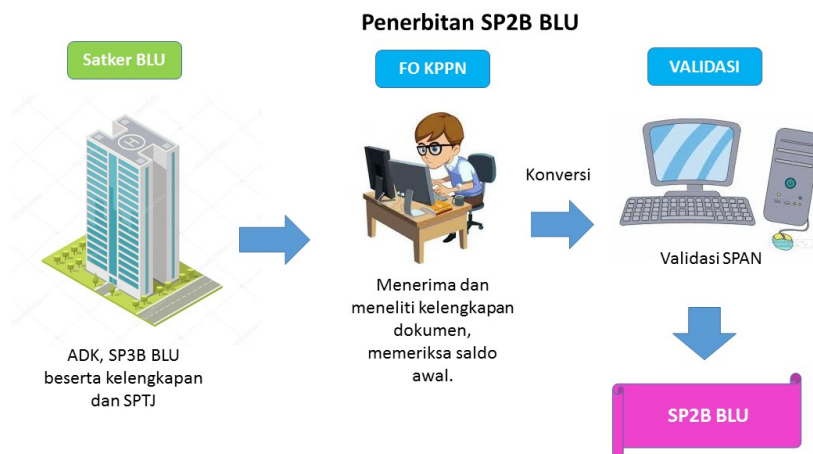 Penerbitan SP2B BLU
Satker BLU
FO KPPN
VALIDASI
ADK, SP3B BLU
beserta kelengkapan
dan SPTJ
Menerima dan
meneliti kelengkapan
dokumen,
memeriksa saldo
awal.
Konversi
Validasi SPAN
SP2B BLU